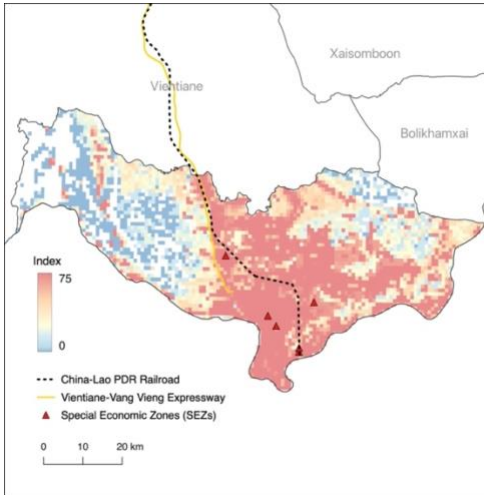 Xaisomboon
Vientiane
Bolikhamxai
Index
75
0
China-Lao PDR Railroad
Vientiane-Vang Vieng Expressway
Special Economic Zones (SEZs)
0 10 20 km